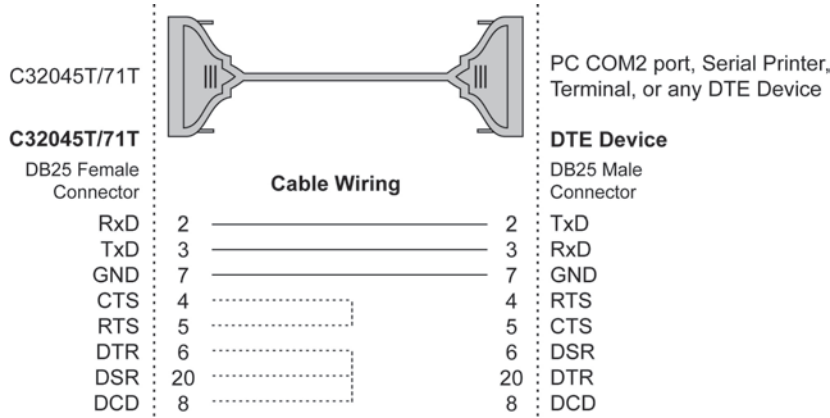 C32045T/71T
PC COM2 port, Serial Printer,
Terminal, or any DTE Device
C32045T/71T DTE Device
DB25 Female
Connector
Cable Wiring
DB25 Male
Connector
RxD 2 2 TxD
TxD 3 3 RxD
GND 7 7 GND
CTS 4 4 RTS
RTS 5 5 CTS
DTR 6 6 DSR
DSR 20 20 DTR
DCD 8 8 DCD